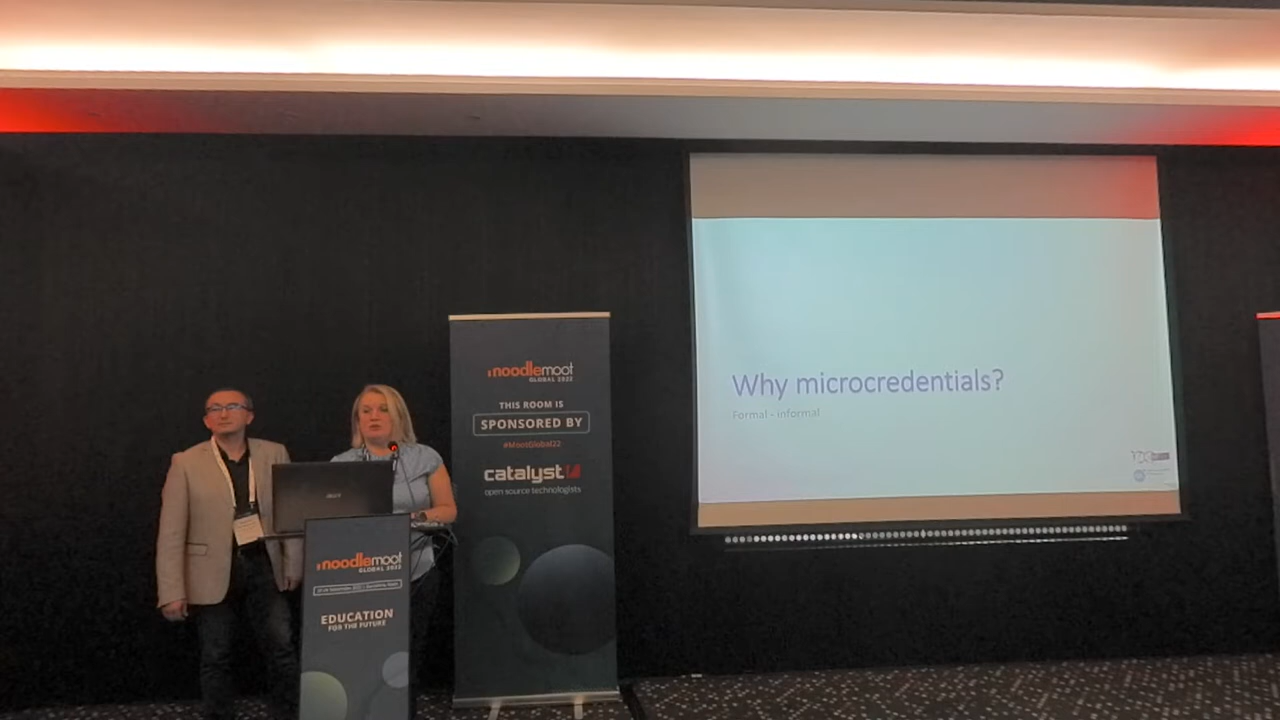 moodlemoot
GLOBAL 2022
THIS ROOM IS
SPONSORED BY
#MootGlobal22
catalyst
open source technologists
moodlemoot
GLOBAL 2022
EDUCATION
FOR THE FUTURE
acer
Why microcredentials?
Formal - informal